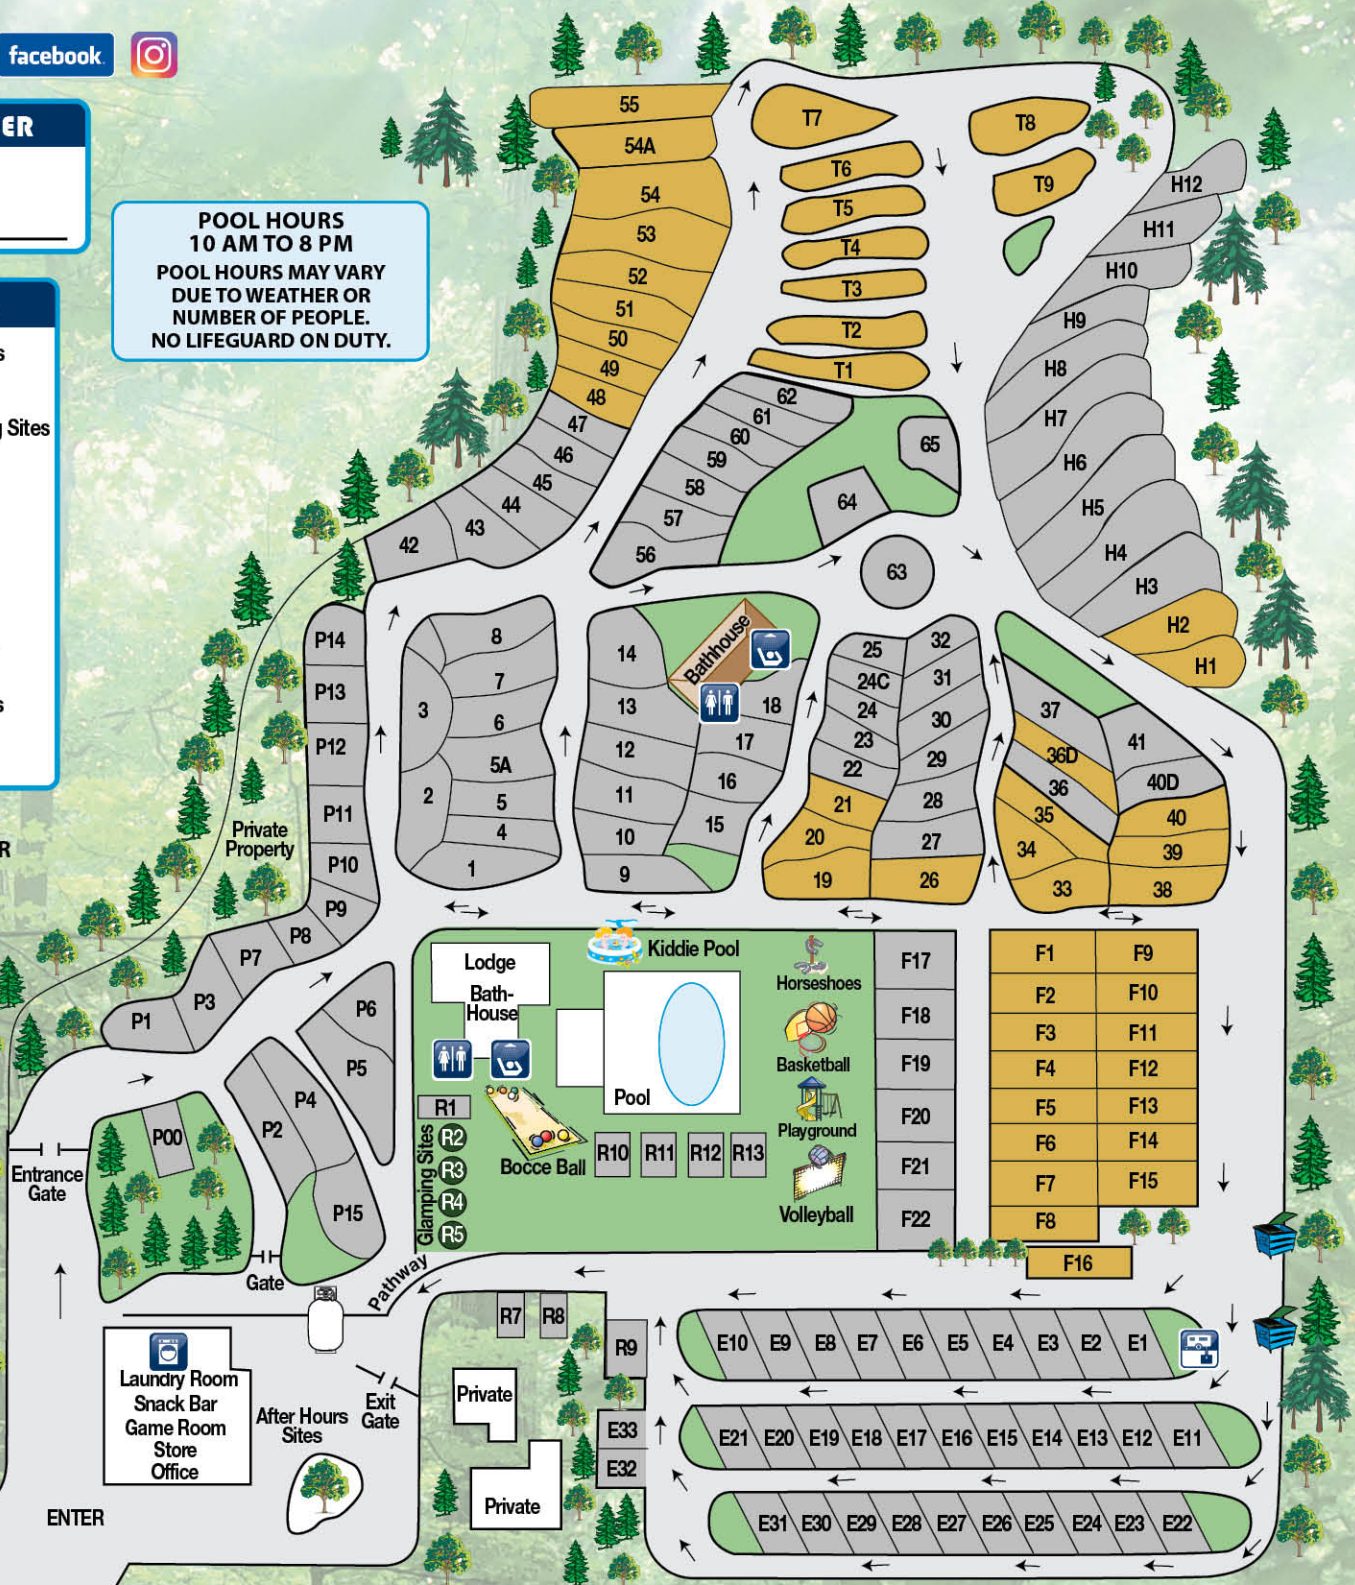 facebook.
ER
s
g Sites
s
R
POOL HOURS
10 AM TO 8 PM
POOL HOURS MAY VARY
DUE TO WEATHER OR
NUMBER OF PEOPLE.
NO LIFEGUARD ON DUTY.
55
54A
54
53
52
51
50
49
48
47
46
45
44
43
42
T7
T6
T5
T4
T3
T2
T1
T8
T9
H12
H11
H10
H9
H8
H7
H6
H5
H4
H3
H2
H1
62
61
60
59
58
57
56
65
64
63
P14
P13
P12
P11
P10
P9
P8
P7
P3
P1
Private
Property
8
7
3
6
5A
2
5
4
1
14
13
12
11
10
9
Bathhouse
18
17
16
15
25
24C
24
23
22
21
20
19
32
31
30
29
28
27
26
37
36D
36
35
34
33
41
40D
40
39
38
P6
P5
P4
P2
P15
P00
Entrance
Gate
Gate
Pathway
Lodge
Bath-
House
Kiddie Pool
Pool
Horseshoes
Basketball
Playground
Volleyball
Bocce Ball
Glamping Sites
R1
R2
R3
R4
R5
R10
R11
R12
R13
F17
F18
F19
F20
F21
F22
F1
F2
F3
F4
F5
F6
F7
F8
F9
F10
F11
F12
F13
F14
F15
F16
R7
R8
R9
E33
E32
Private
Private
Laundry Room
Snack Bar
Game Room
Store
Office
After Hours
Sites
Exit
Gate
ENTER
E10 E9 E8 E7 E6 E5 E4 E3 E2 E1
E21 E20 E19 E18 E17 E16 E15 E14 E13 E12 E11
E31 E30 E29 E28 E27 E26 E25 E24 E23 E22